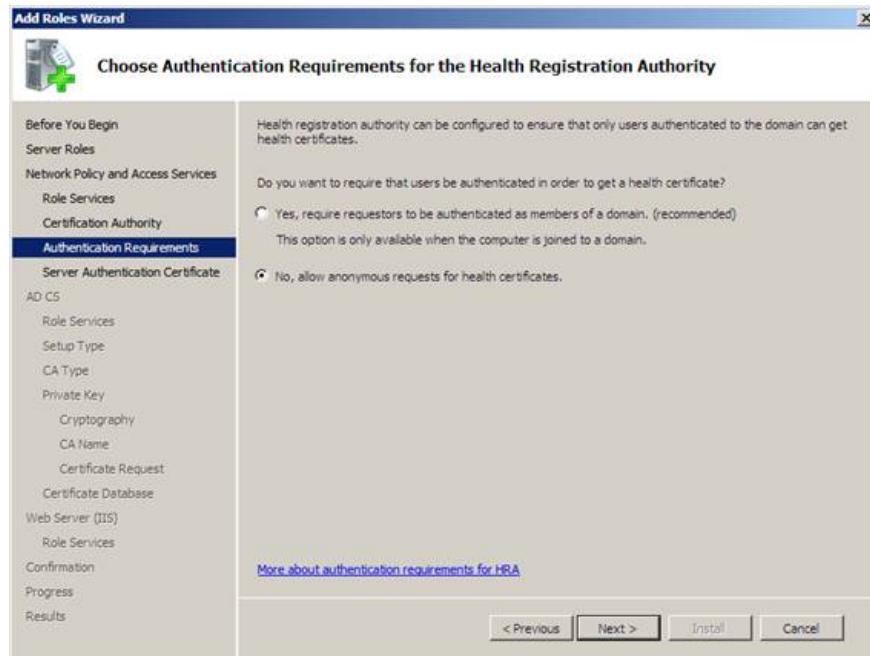 Add Roles Wizard
Choose Authentication Requirements for the Health Registration Authority
Before You Begin
Server Roles
Network Policy and Access Services
Role Services
Certification Authority
Authentication Requirements
Server Authentication Certificate
AD CS
Role Services
Setup Type
CA Type
Private Key
Cryptography
CA Name
Certificate Request
Certificate Database
Web Server (IIS)
Role Services
Confirmation
Progress
Results
Health registration authority can be configured to ensure that only users authenticated to the domain can get
health certificates.
Do you want to require that users be authenticated in order to get a health certificate?
Yes, require requestors to be authenticated as members of a domain. (recommended)
This option is only available when the computer is joined to a domain.
No, allow anonymous requests for health certificates.
More about authentication requirements for HRA
< Previous
Next >
Install
Cancel